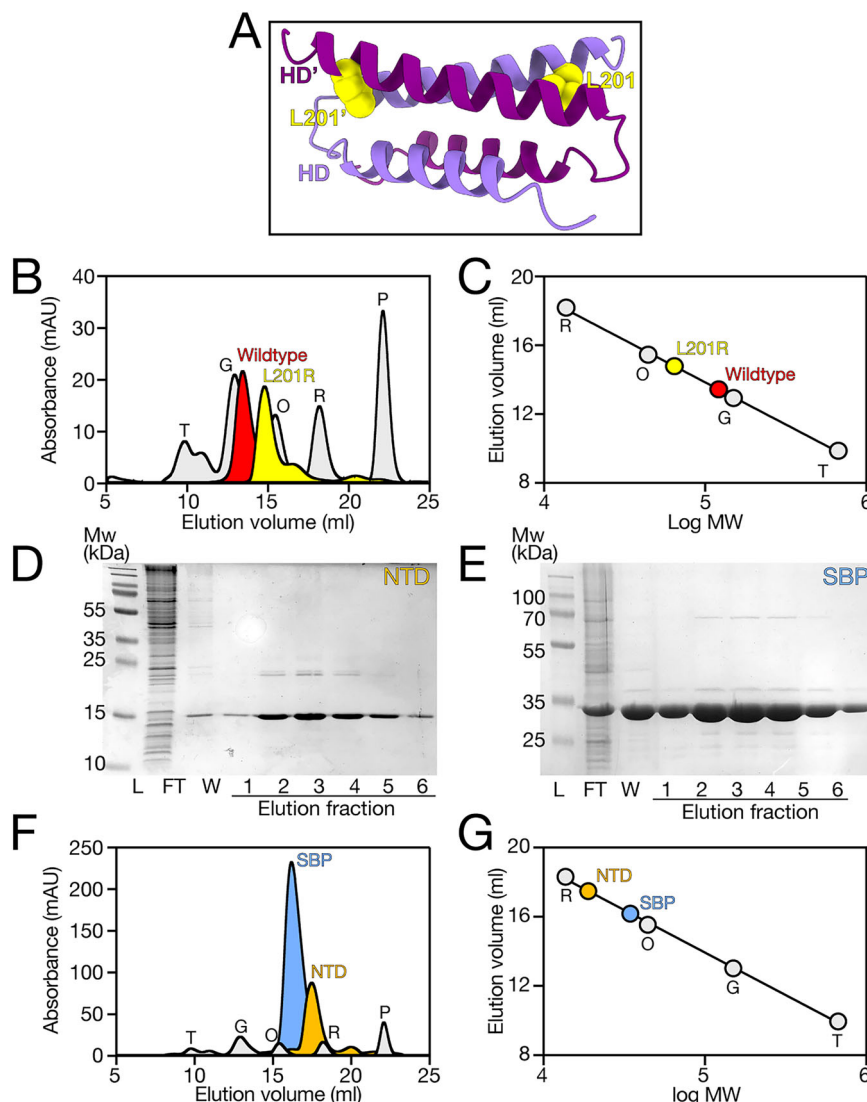 A
HD’
L201
L201’
HD
B
Absorbance (mAU)
40
30
20
10
0
P
Wildtype
G
L201R
O
R
T
5 10 15 20 25
Elution volume (ml)
C
Elution volume (ml)
20
16
12
8
R
L201R
O
Wildtype
G
T
4 5 6
Log MW
D
Mw
(kDa)
NTD
55
35
25
15
10
L FT W 1 2 3 4 5 6
Elution fraction
E
SBP
100
70
55
35
25
L FT W 1 2 3 4 5 6
Elution fraction
F
Absorbance (mAU)
250
200
150
100
50
0
SBP
NTD
P
T G O R
5 10 15 20 25
Elution volume (ml)
G
Elution volume (ml)
20
16
12
8
NTD
R
SBP
O
G
T
4 5 6
log MW